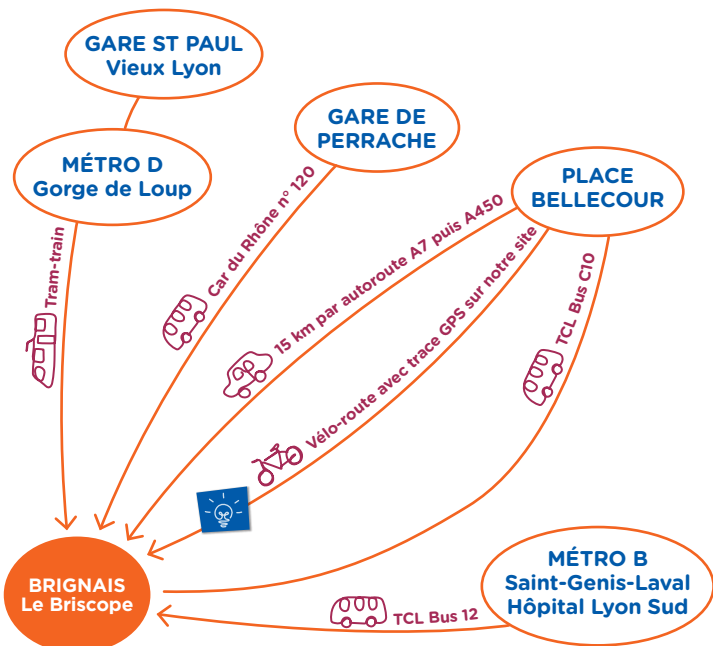 GARE ST PAUL
Vieux Lyon
GARE DE
PERRACHE
MÉTRO D
Gorge de Loup
PLACE
BELLECOUR
Tram-train
Car du Rhône n° 120
15 km par autoroute A7 puis A450
Vélo-route avec trace GPS sur notre site
TCL Bus C10
BRIGNAIS
Le Briscope
MÉTRO B
Saint-Genis-Laval
Hôpital Lyon Sud
TCL Bus 12